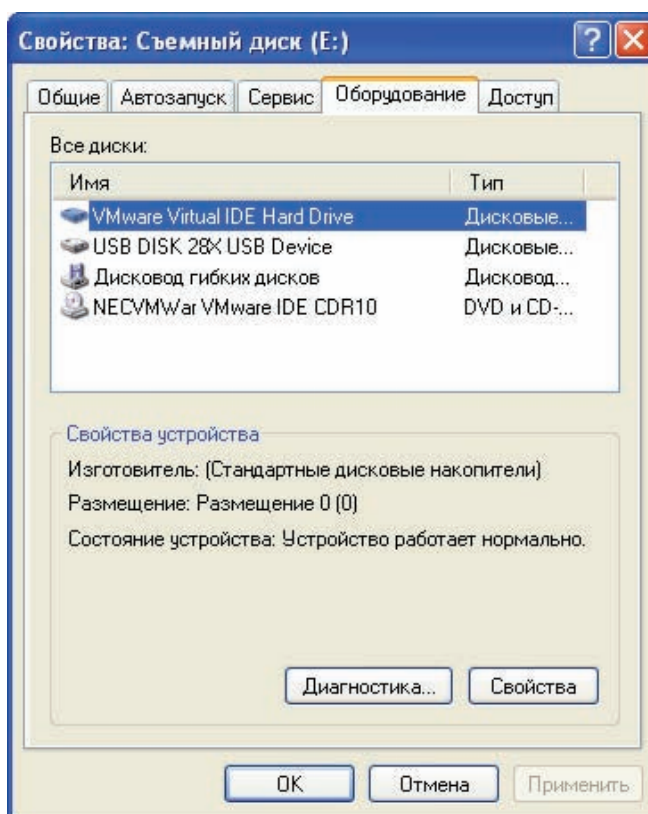 Свойства: Съемный диск (E:)
Общие Автозапуск Сервис Оборудование Доступ
Все диски:
Имя Тип
VMware Virtual IDE Hard Drive Дисковые...
USB DISK 28X USB Device Дисковые...
Дисковод гибких дисков Дисковод...
NECVMWar VMware IDE CDR10 DVD и CD-...
Свойства устройства
Изготовитель: (Стандартные дисковые накопители)
Размещение: Размещение 0 (0)
Состояние устройства: Устройство работает нормально.
Диагностика... Свойства
OK Отмена Применить